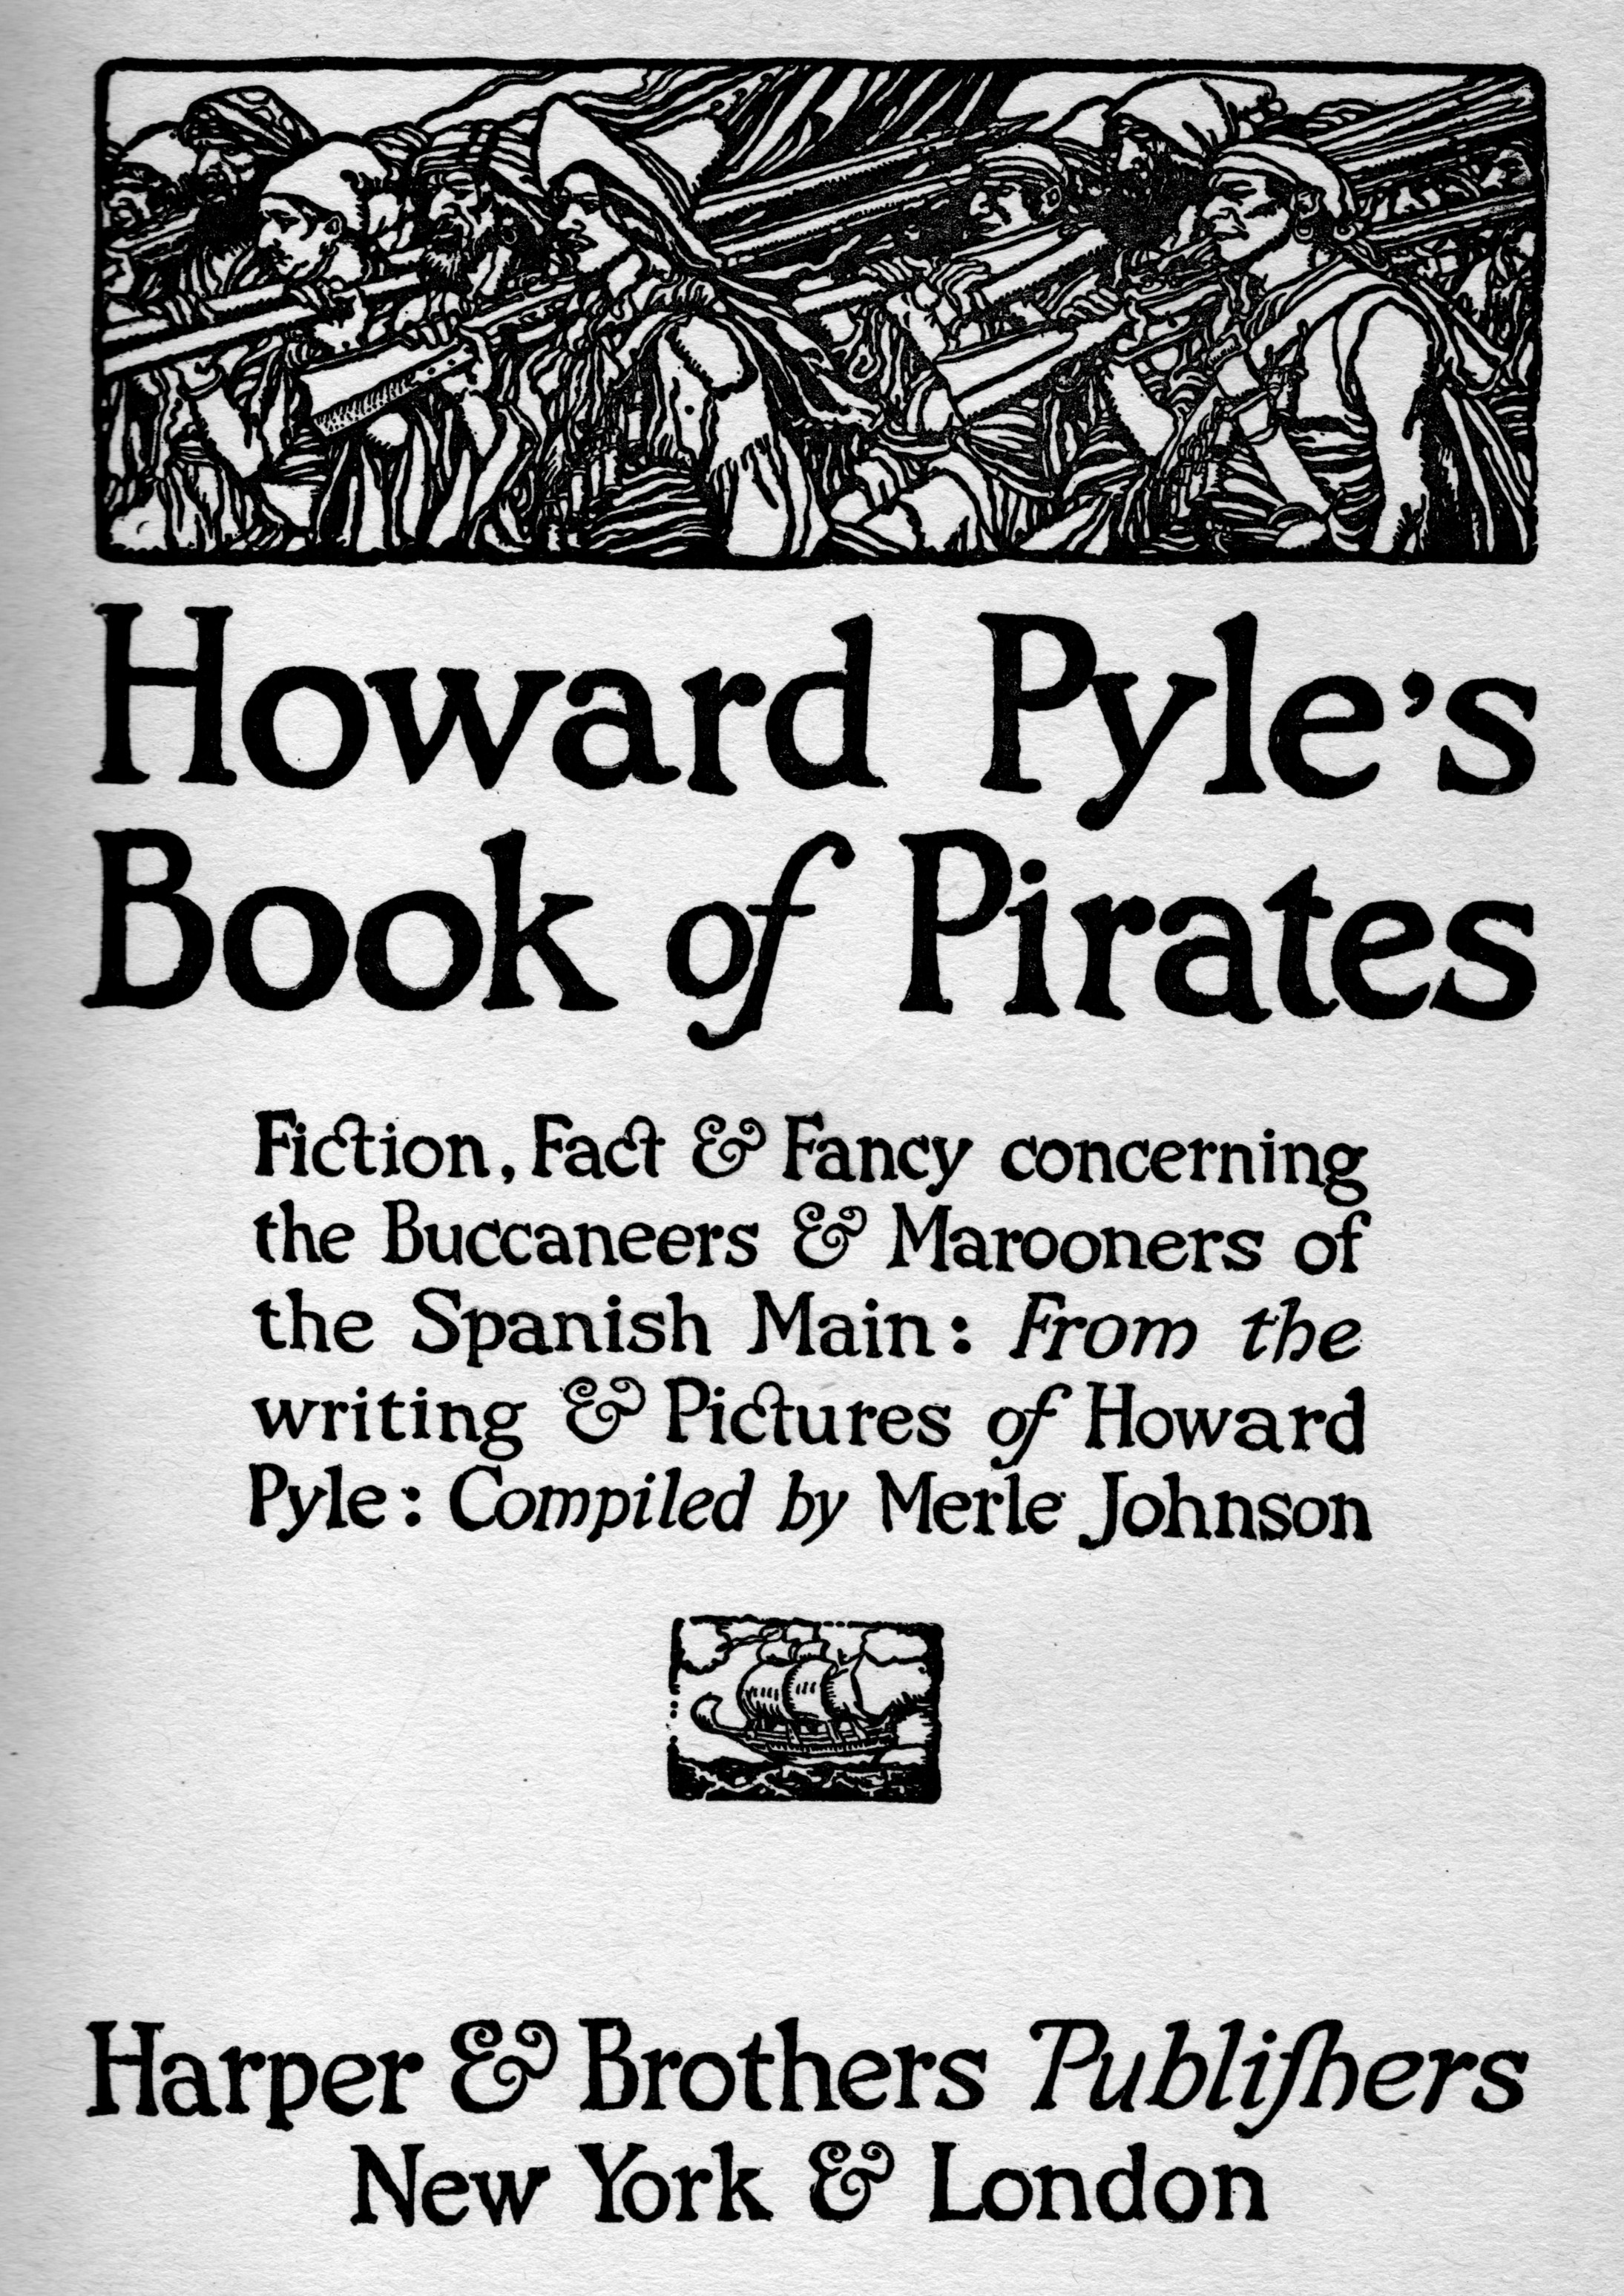 Howard Pyle's
Book of Pirates
Fiction, Fact & Fancy concerning
the Buccaneers & Marooners of
the Spanish Main: From the
writing & Pictures of Howard
Pyle: Compiled by Merle Johnson
Harper & Brothers Publiſhers
New York & London